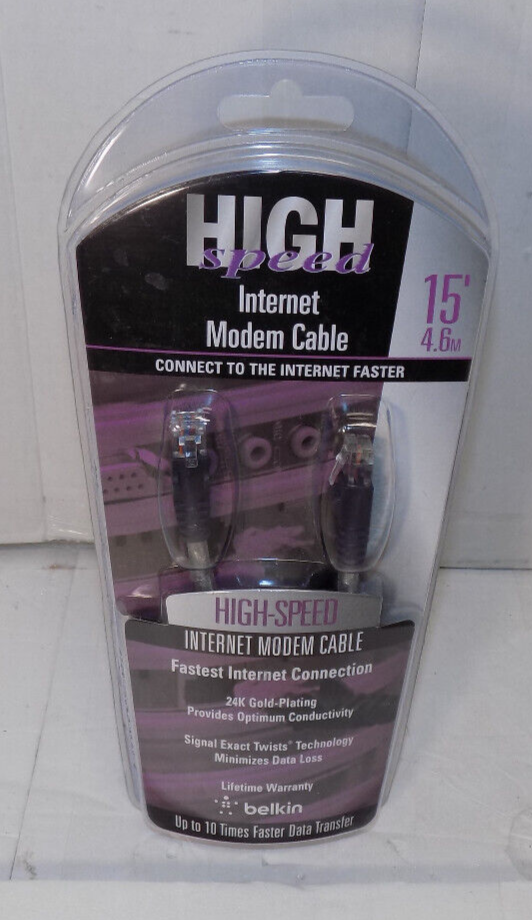 HIGH
speed
Internet
Modem Cable
15'
4.6M
CONNECT TO THE INTERNET FASTER
HIGH-SPEED
INTERNET MODEM CABLE
Fastest Internet Connection
24K Gold-Plating
Provides Optimum Conductivity
Signal Exact Twists® Technology
Minimizes Data Loss
Lifetime Warranty
belkin
Up to 10 Times Faster Data Transfer